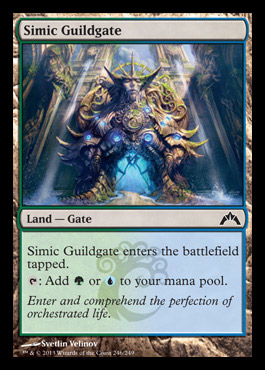 Simic Guildgate
Land — Gate
Simic Guildgate enters the battlefield
tapped.
: Add or to your mana pool.
Enter and comprehend the perfection of
orchestrated life.
Svetlin Velinov
™ & © 2013 Wizards of the Coast 246/249